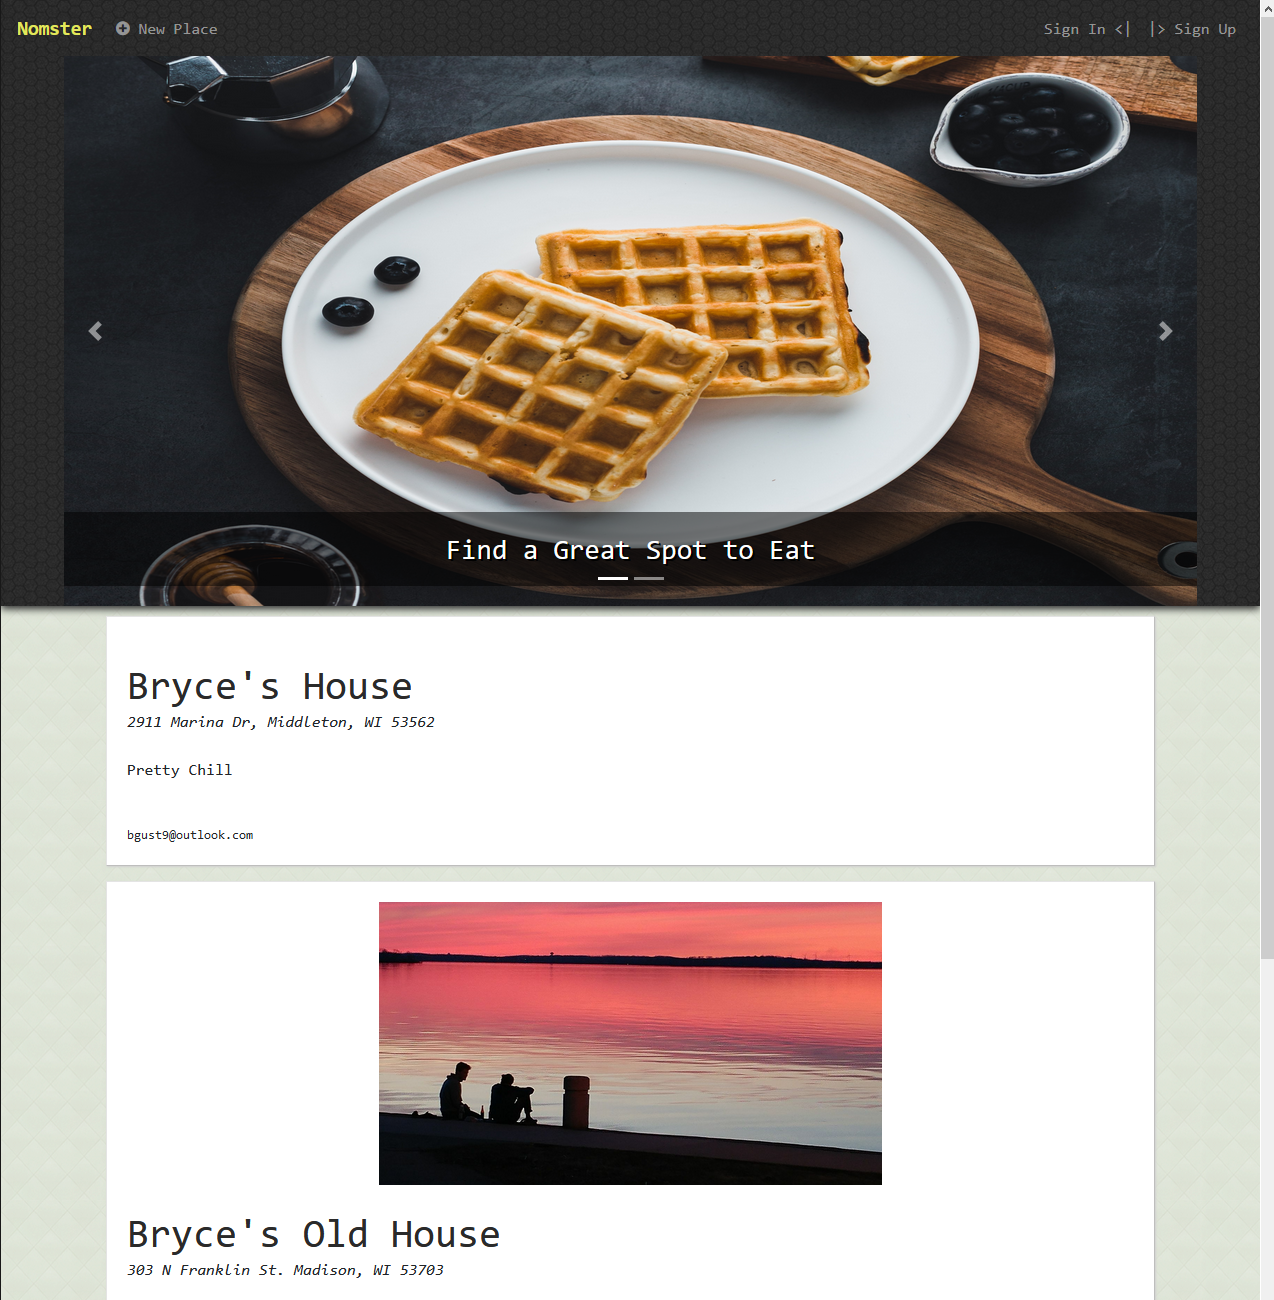 Nomster
New Place
Sign In <|
|> Sign Up
Find a Great Spot to Eat
Bryce's House
2911 Marina Dr, Middleton, WI 53562
Pretty Chill
bgust9@outlook.com
Bryce's Old House
303 N Franklin St. Madison, WI 53703